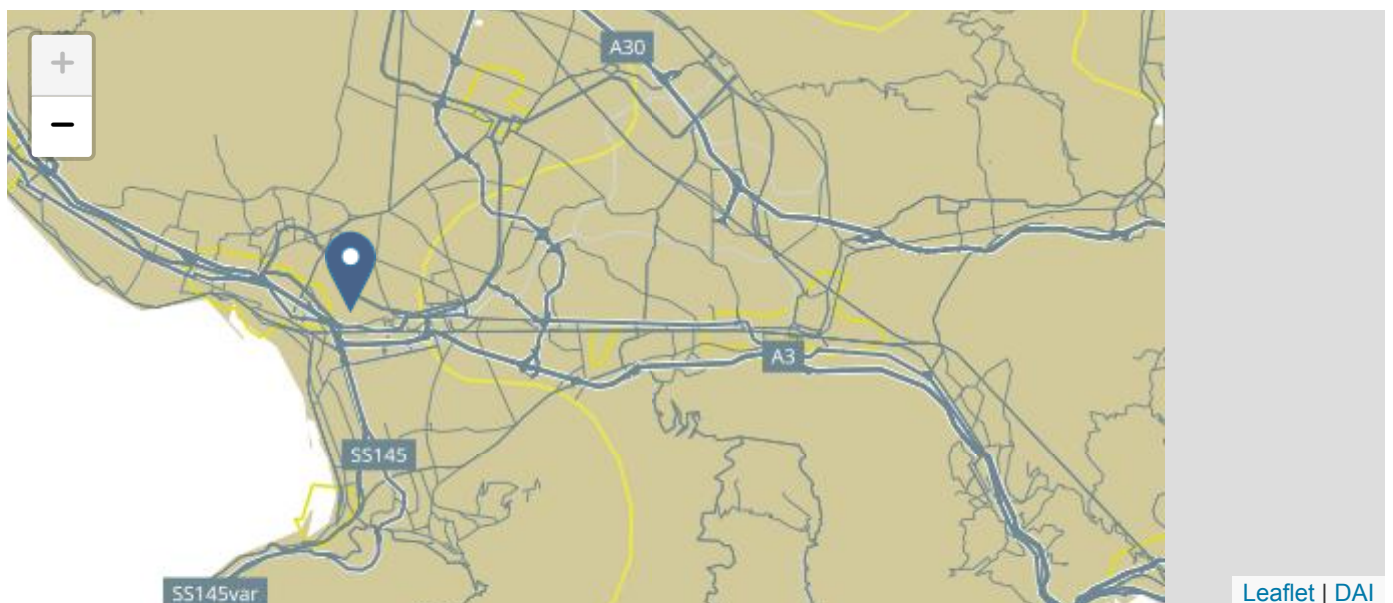 +
A30
−
A3
SS145
SS145var
Leaflet | DAI